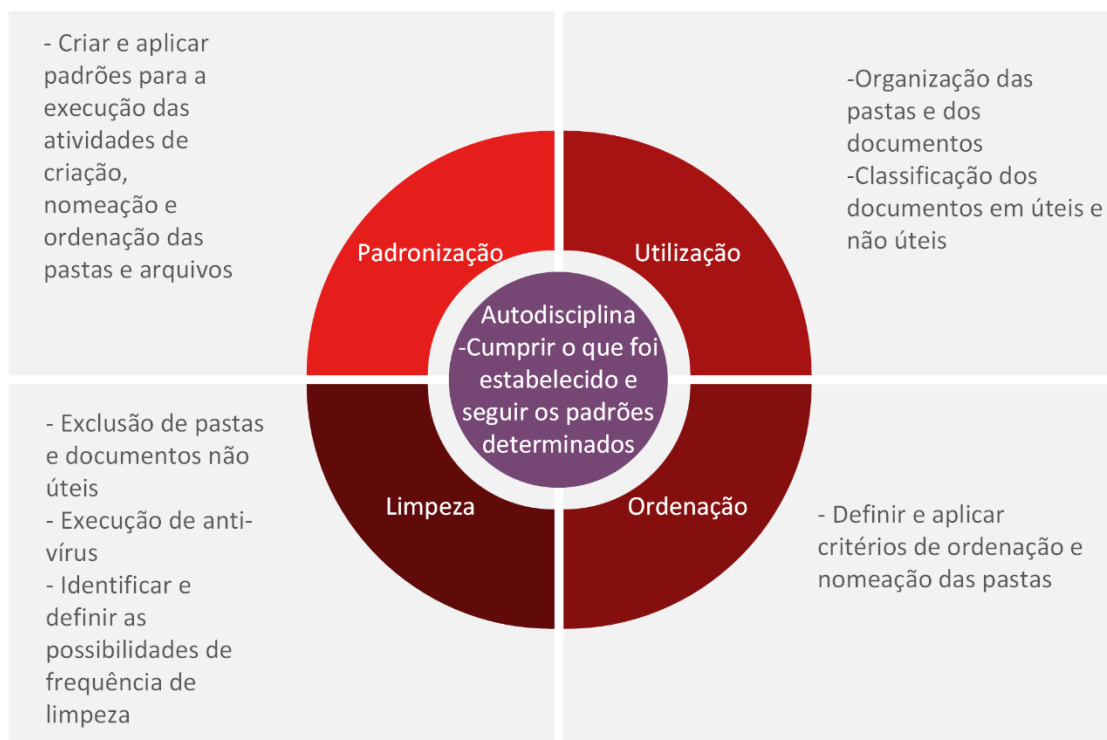 - Criar e aplicar
padrões para a
execução das
atividades de
criação,
nomeação e
ordenação das
pastas e arquivos
-Organização das
pastas e dos
documentos
-Classificação dos
documentos em úteis e
não úteis
Padronização
Utilização
Autodisciplina
-Cumprir o que foi
estabelecido e
seguir os padrões
determinados
Limpeza
Ordenação
- Exclusão de pastas
e documentos não
úteis
- Execução de anti-
vírus
- Identificar e
definir as
possibilidades de
frequência de
limpeza
- Definir e aplicar
critérios de ordenação e
nomeação das pastas